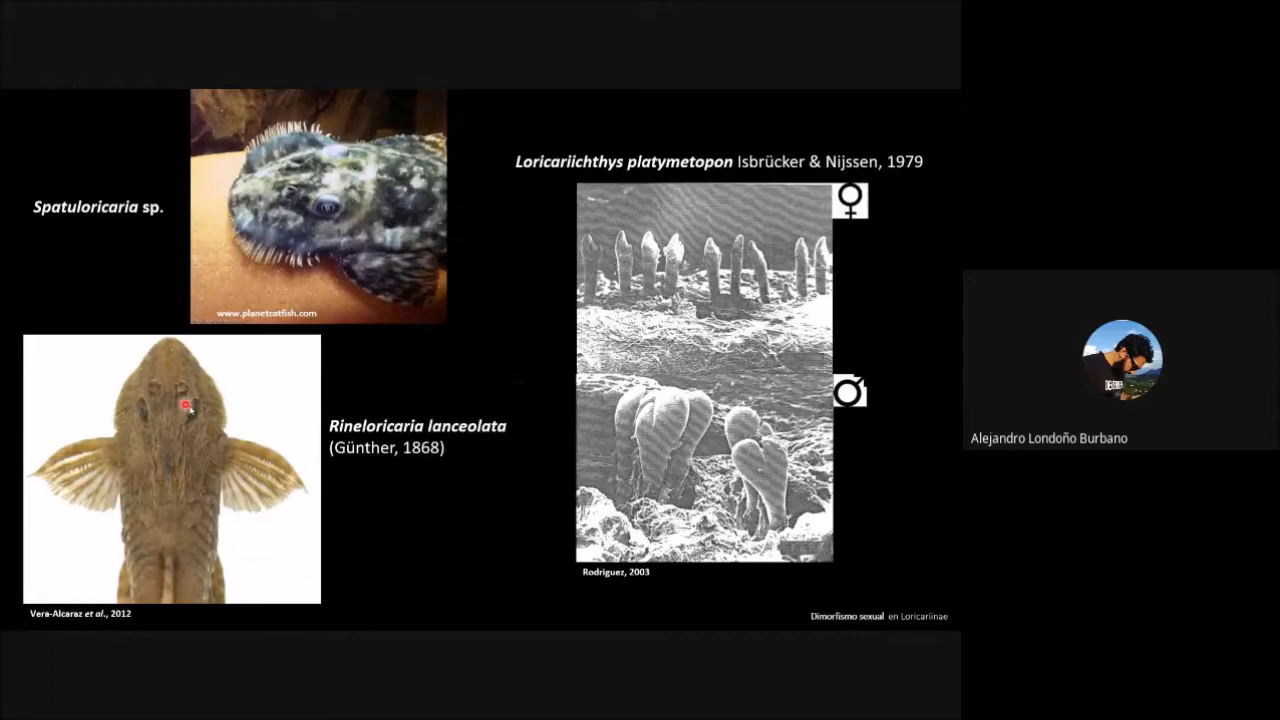 Spatuloricaria sp.
www.planetcatfish.com
Loricariichthys platymetopon Isbrücker & Nijssen, 1979
Rineloricaria lanceolata
(Günther, 1868)
Vera-Alcaraz et al., 2012
Rodriguez, 2003
Dimorfismo sexual en Loricariinae
Alejandro Londoño Burbano